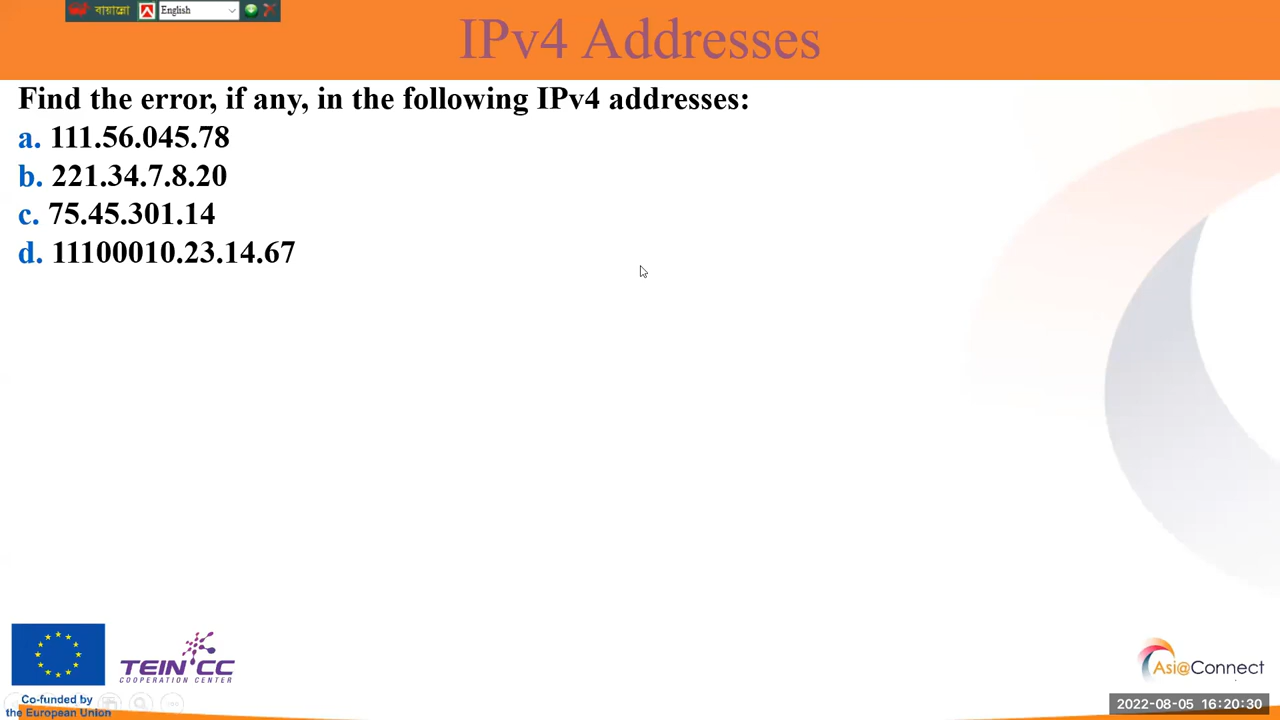 বায়ান্নো English
IPv4 Addresses
Find the error, if any, in the following IPv4 addresses:
a. 111.56.045.78
b. 221.34.7.8.20
c. 75.45.301.14
d. 11100010.23.14.67
TEIN*CC
COOPERATION CENTER
Asi@Connect
Co-funded by
the European Union
2022-08-05 16:20:30